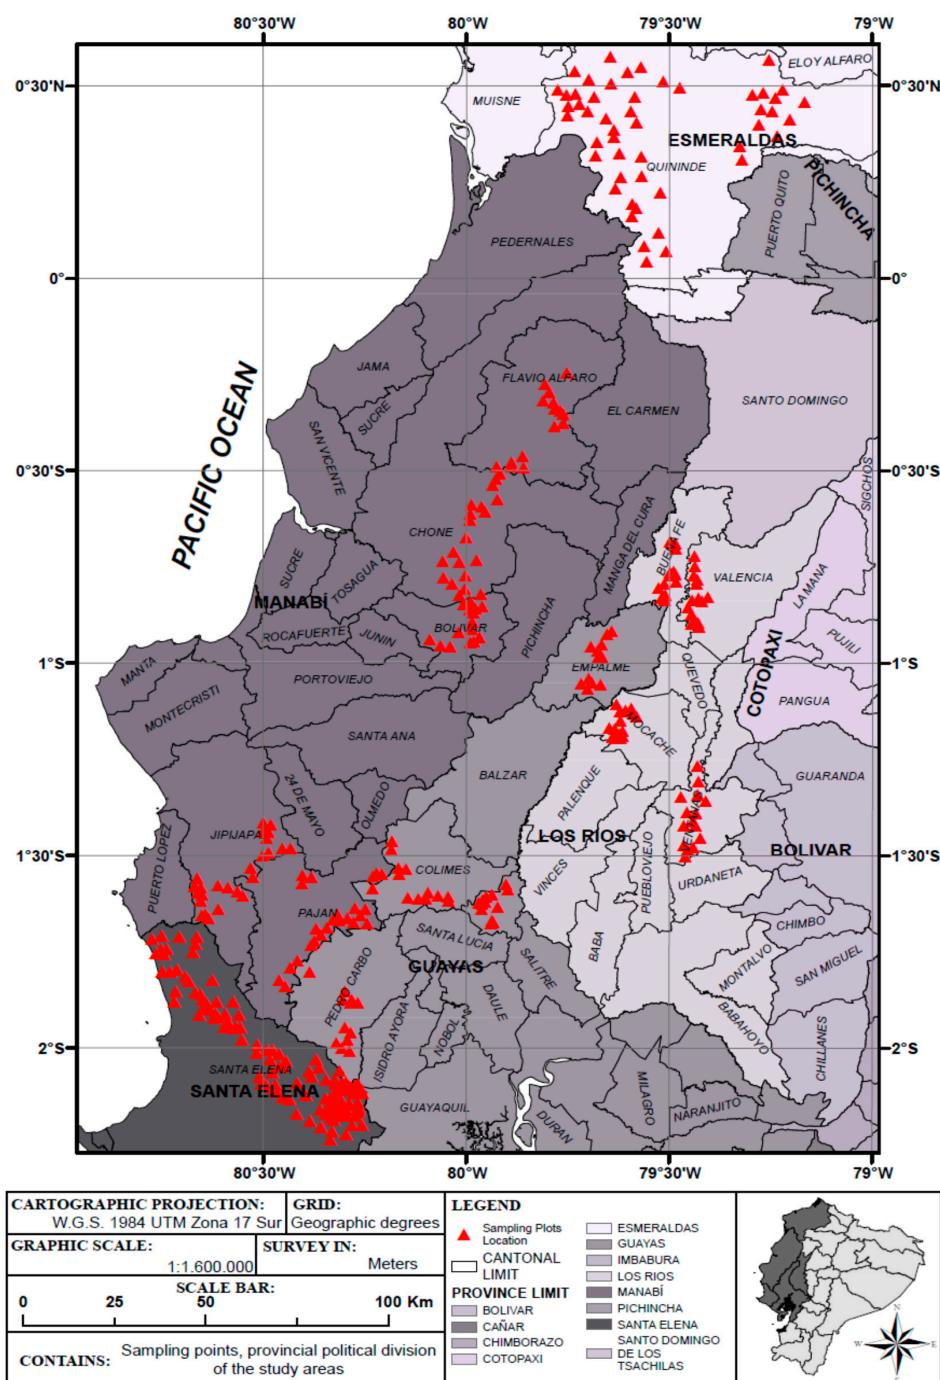 80°30'W 80°W 79°30'W 79°W
ELOY ALFARO
0°30'N 0°30'N
MUISNE
ESMERALDAS
QUININDE
PICHINCHA
PUERTO QUITO
PEDERNALES
0° 0°
JAMA
FLAVIO ALFARO
SUCRE
EL CARMEN
SANTO DOMINGO
PACIFIC OCEAN
SAN VICENTE
0°30'S 0°30'S
SIGCHOS
CHONE
MANGA DEL CURA
BUENA FE
SUCRE
TOSAGUA
VALENCIA
LA MANA
MANABÍ
ROCAFUERTE
JUNIN
BOLIVAR
PICHINCHA
PUJILI
1°S 1°S
MANTA
EMPALME
QUEVEDO
COTOPAXI
PORTOVIEJO
MONTECRISTI
PANGUA
SANTA ANA
MOCACHE
BALZAR
GUARANDA
PALENQUE
24 DE MAYO
OLMEDO
JIPIJAPA
LOS RIOS
VENTANAS
BOLIVAR
1°30'S 1°30'S
PUERTO LOPEZ
COLIMES
VINCES
PUEBLOVIEJO
URDANETA
PAJAN
CHIMBO
SANTA LUCIA
BABA
GUAYAS
SALITRE
MONTALVO
SAN MIGUEL
PEDRO CARBO
DAULE
BABAHOYO
ISIDRO AYORA
NOBOL
CHILLANES
2°S 2°S
SANTA ELENA
SANTA ELENA
GUAYAQUIL
MILAGRO
NARANJITO
DURAN
80°30'S 80°W 79°30'W 79°W
CARTOGRAPHIC PROJECTION:
W.G.S. 1984 UTM Zona 17 Sur
GRID:
Geographic degrees
GRAPHIC SCALE:
1:1.600.000
SURVEY IN:
Meters
SCALE BAR:
0 25 50 100 Km
CONTAINS: Sampling points, provincial political division
of the study areas
LEGEND
Sampling Plots
Location
CANTONAL
LIMIT
PROVINCE LIMIT
BOLIVAR
CAÑAR
CHIMBORAZO
COTOPAXI
ESMERALDAS
GUAYAS
IMBABURA
LOS RIOS
MANABÍ
PICHINCHA
SANTA ELENA
SANTO DOMINGO
DE LOS
TSACHILAS
N
W E
S